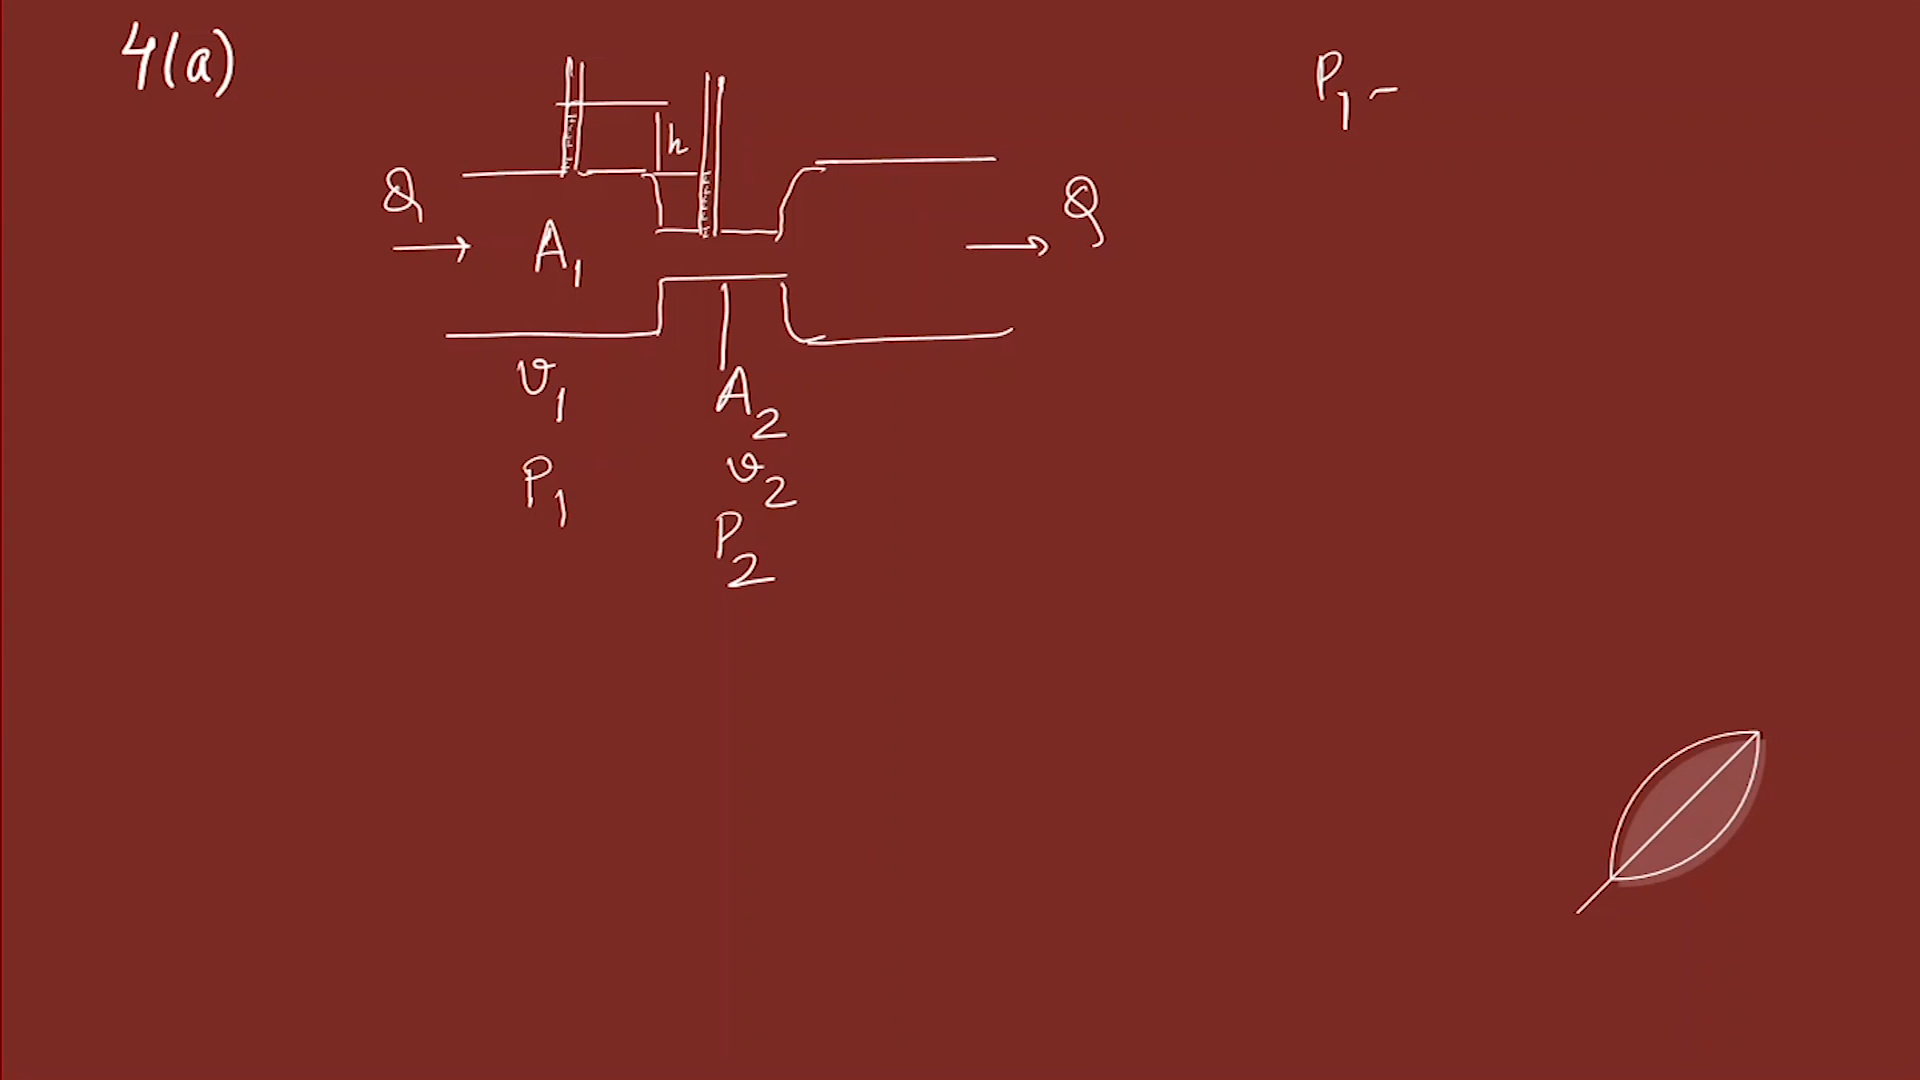 4(a)
P₁ -
h
Q
Q
A₁
v₁
A₂
v₂
P₁
P₂